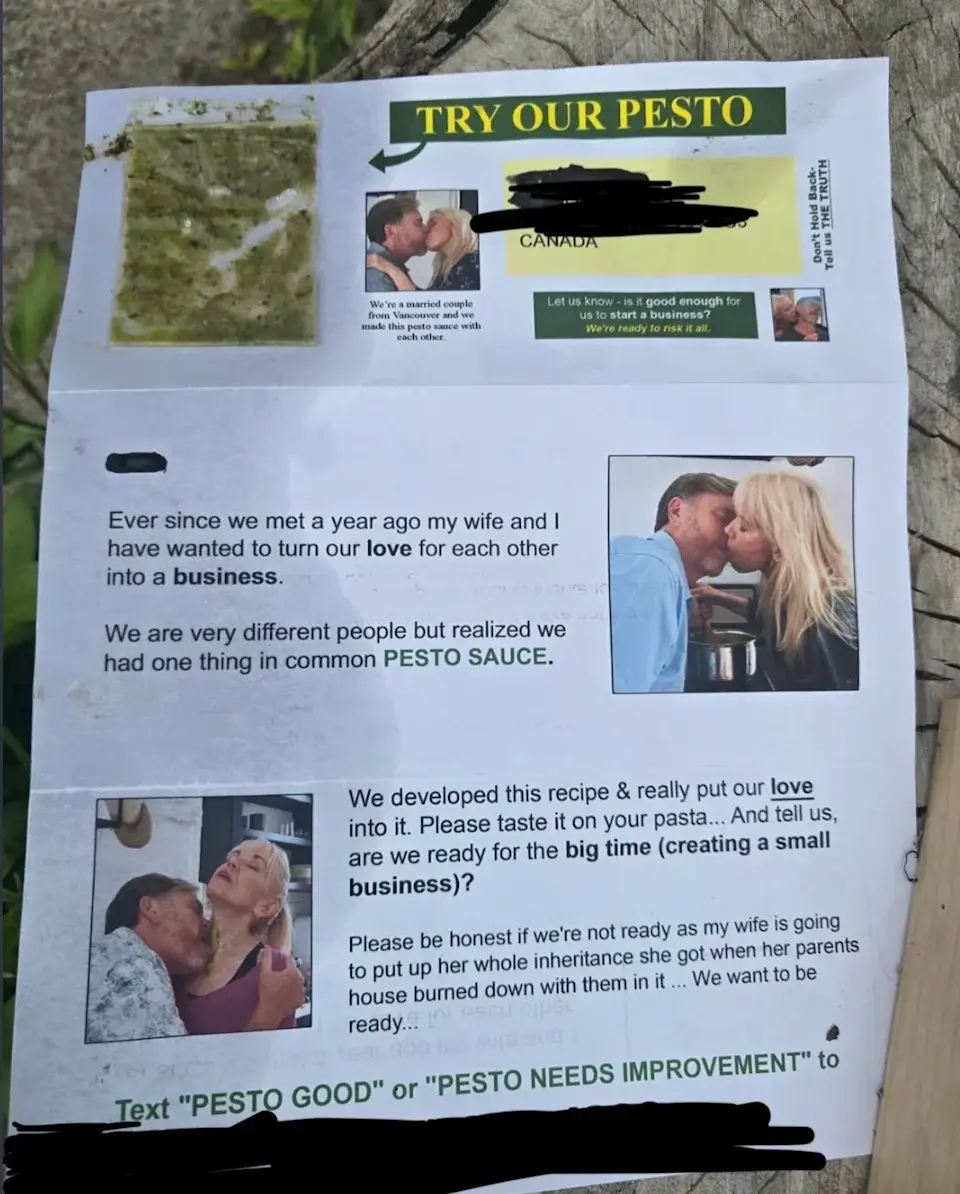 TRY OUR PESTO
CANADA
Don't Hold Back-
Tell us THE TRUTH
We're a married couple
from Vancouver and we
made this pesto sauce with
each other.
Let us know - is it good enough for
us to start a business?
We're ready to risk it all.
Ever since we met a year ago my wife and I
have wanted to turn our love for each other
into a business.
We are very different people but realized we
had one thing in common PESTO SAUCE.
We developed this recipe & really put our love
into it. Please taste it on your pasta... And tell us,
are we ready for the big time (creating a small
business)?
Please be honest if we're not ready as my wife is going
to put up her whole inheritance she got when her parents
house burned down with them in it ... We want to be
ready...
Text "PESTO GOOD" or "PESTO NEEDS IMPROVEMENT" to